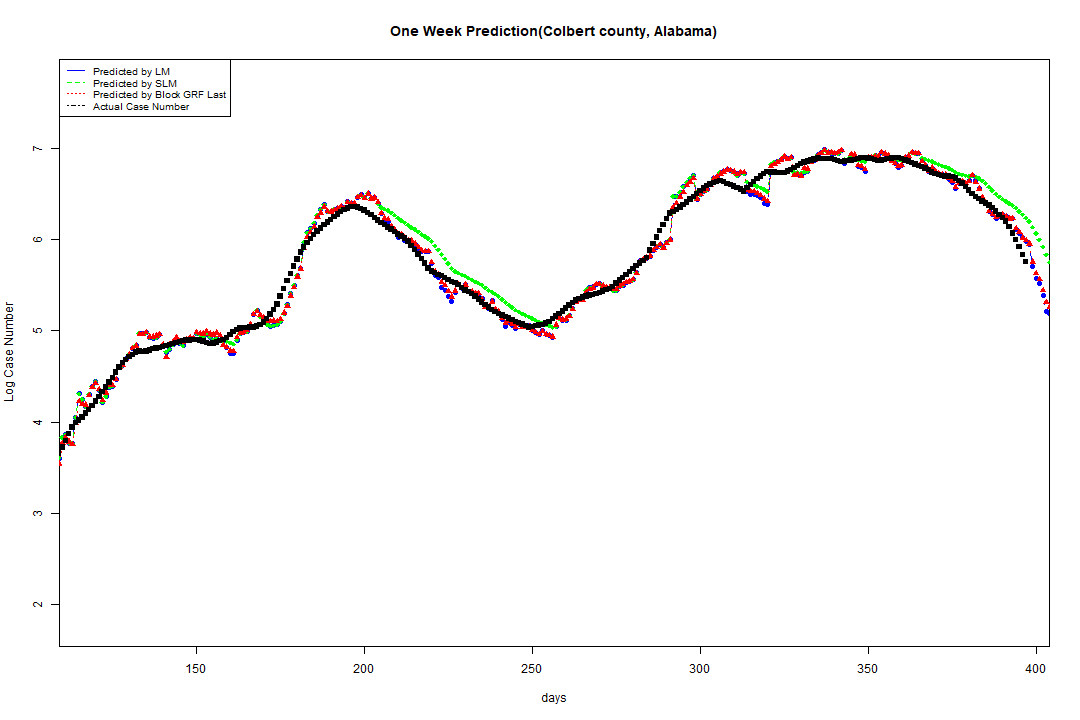 One Week Prediction(Colbert county, Alabama)
Predicted by LM
Predicted by SLM
Predicted by Block GRF Last
Actual Case Number
7
6
5
4
3
2
Log Case Number
150 200 250 300 350 400
days